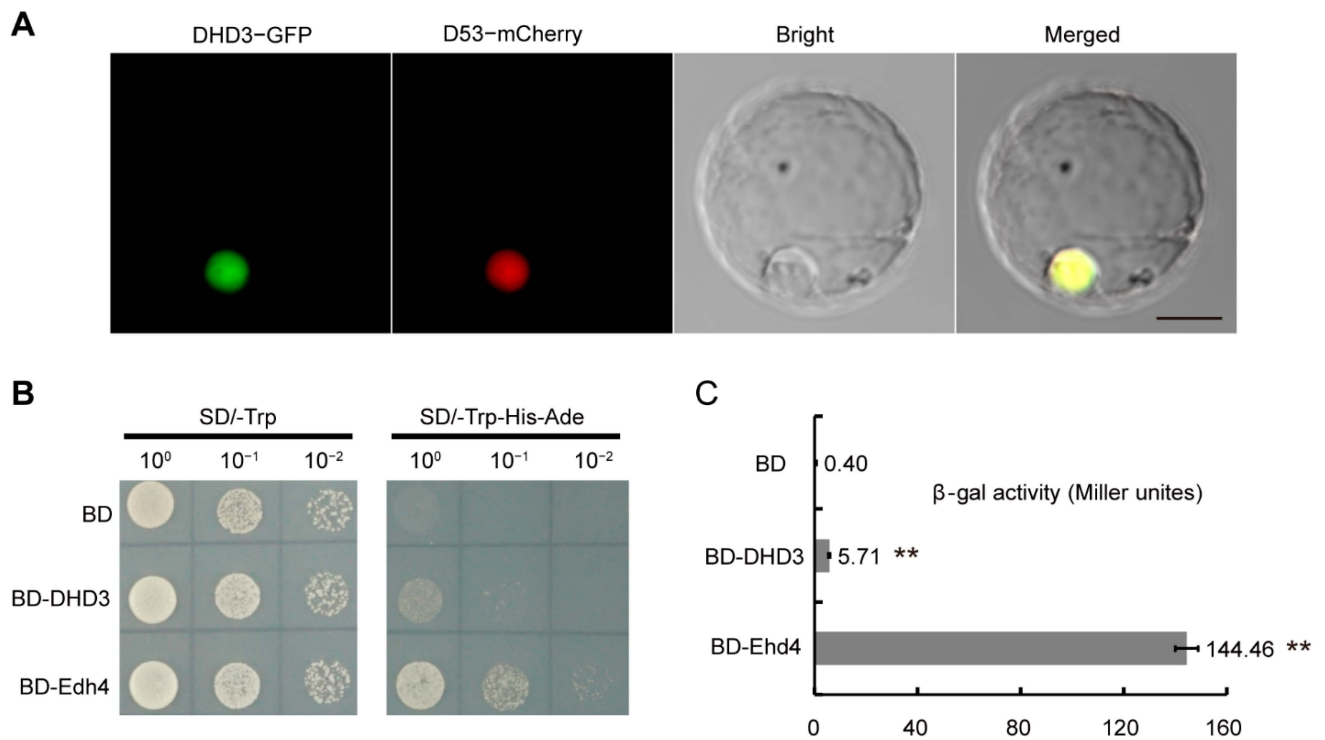 A
DHD3−GFP D53−mCherry Bright Merged
B
SD/-Trp SD/-Trp-His-Ade
10⁰ 10⁻¹ 10⁻² 10⁰ 10⁻¹ 10⁻²
BD
BD-DHD3
BD-Edh4
C
BD 0.40
β-gal activity (Miller unites)
BD-DHD3 5.71 **
BD-Ehd4 144.46 **
0 40 80 120 160